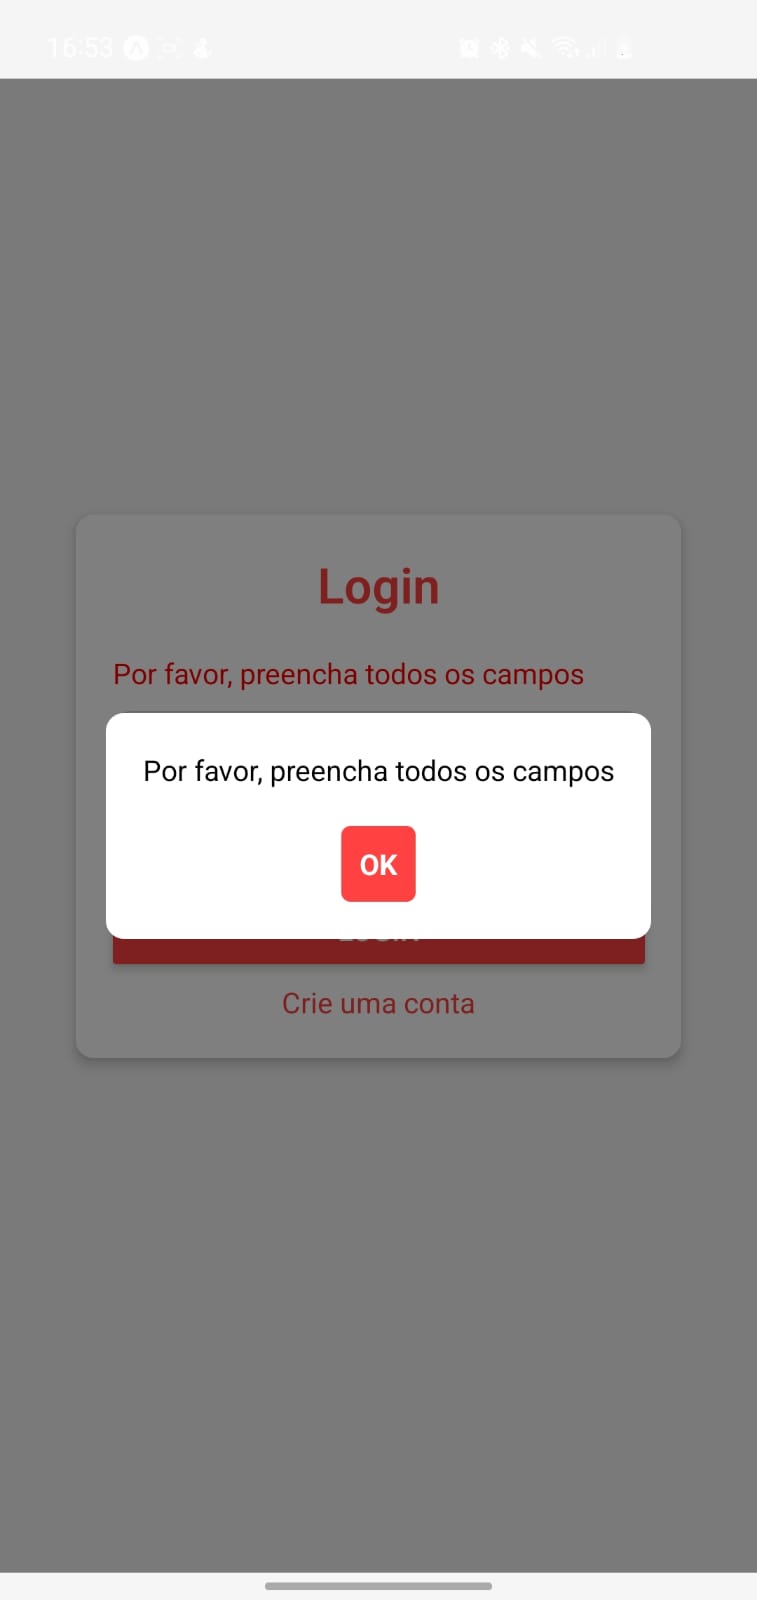 16:53
Login
Por favor, preencha todos os campos
Por favor, preencha todos os campos
OK
Crie uma conta